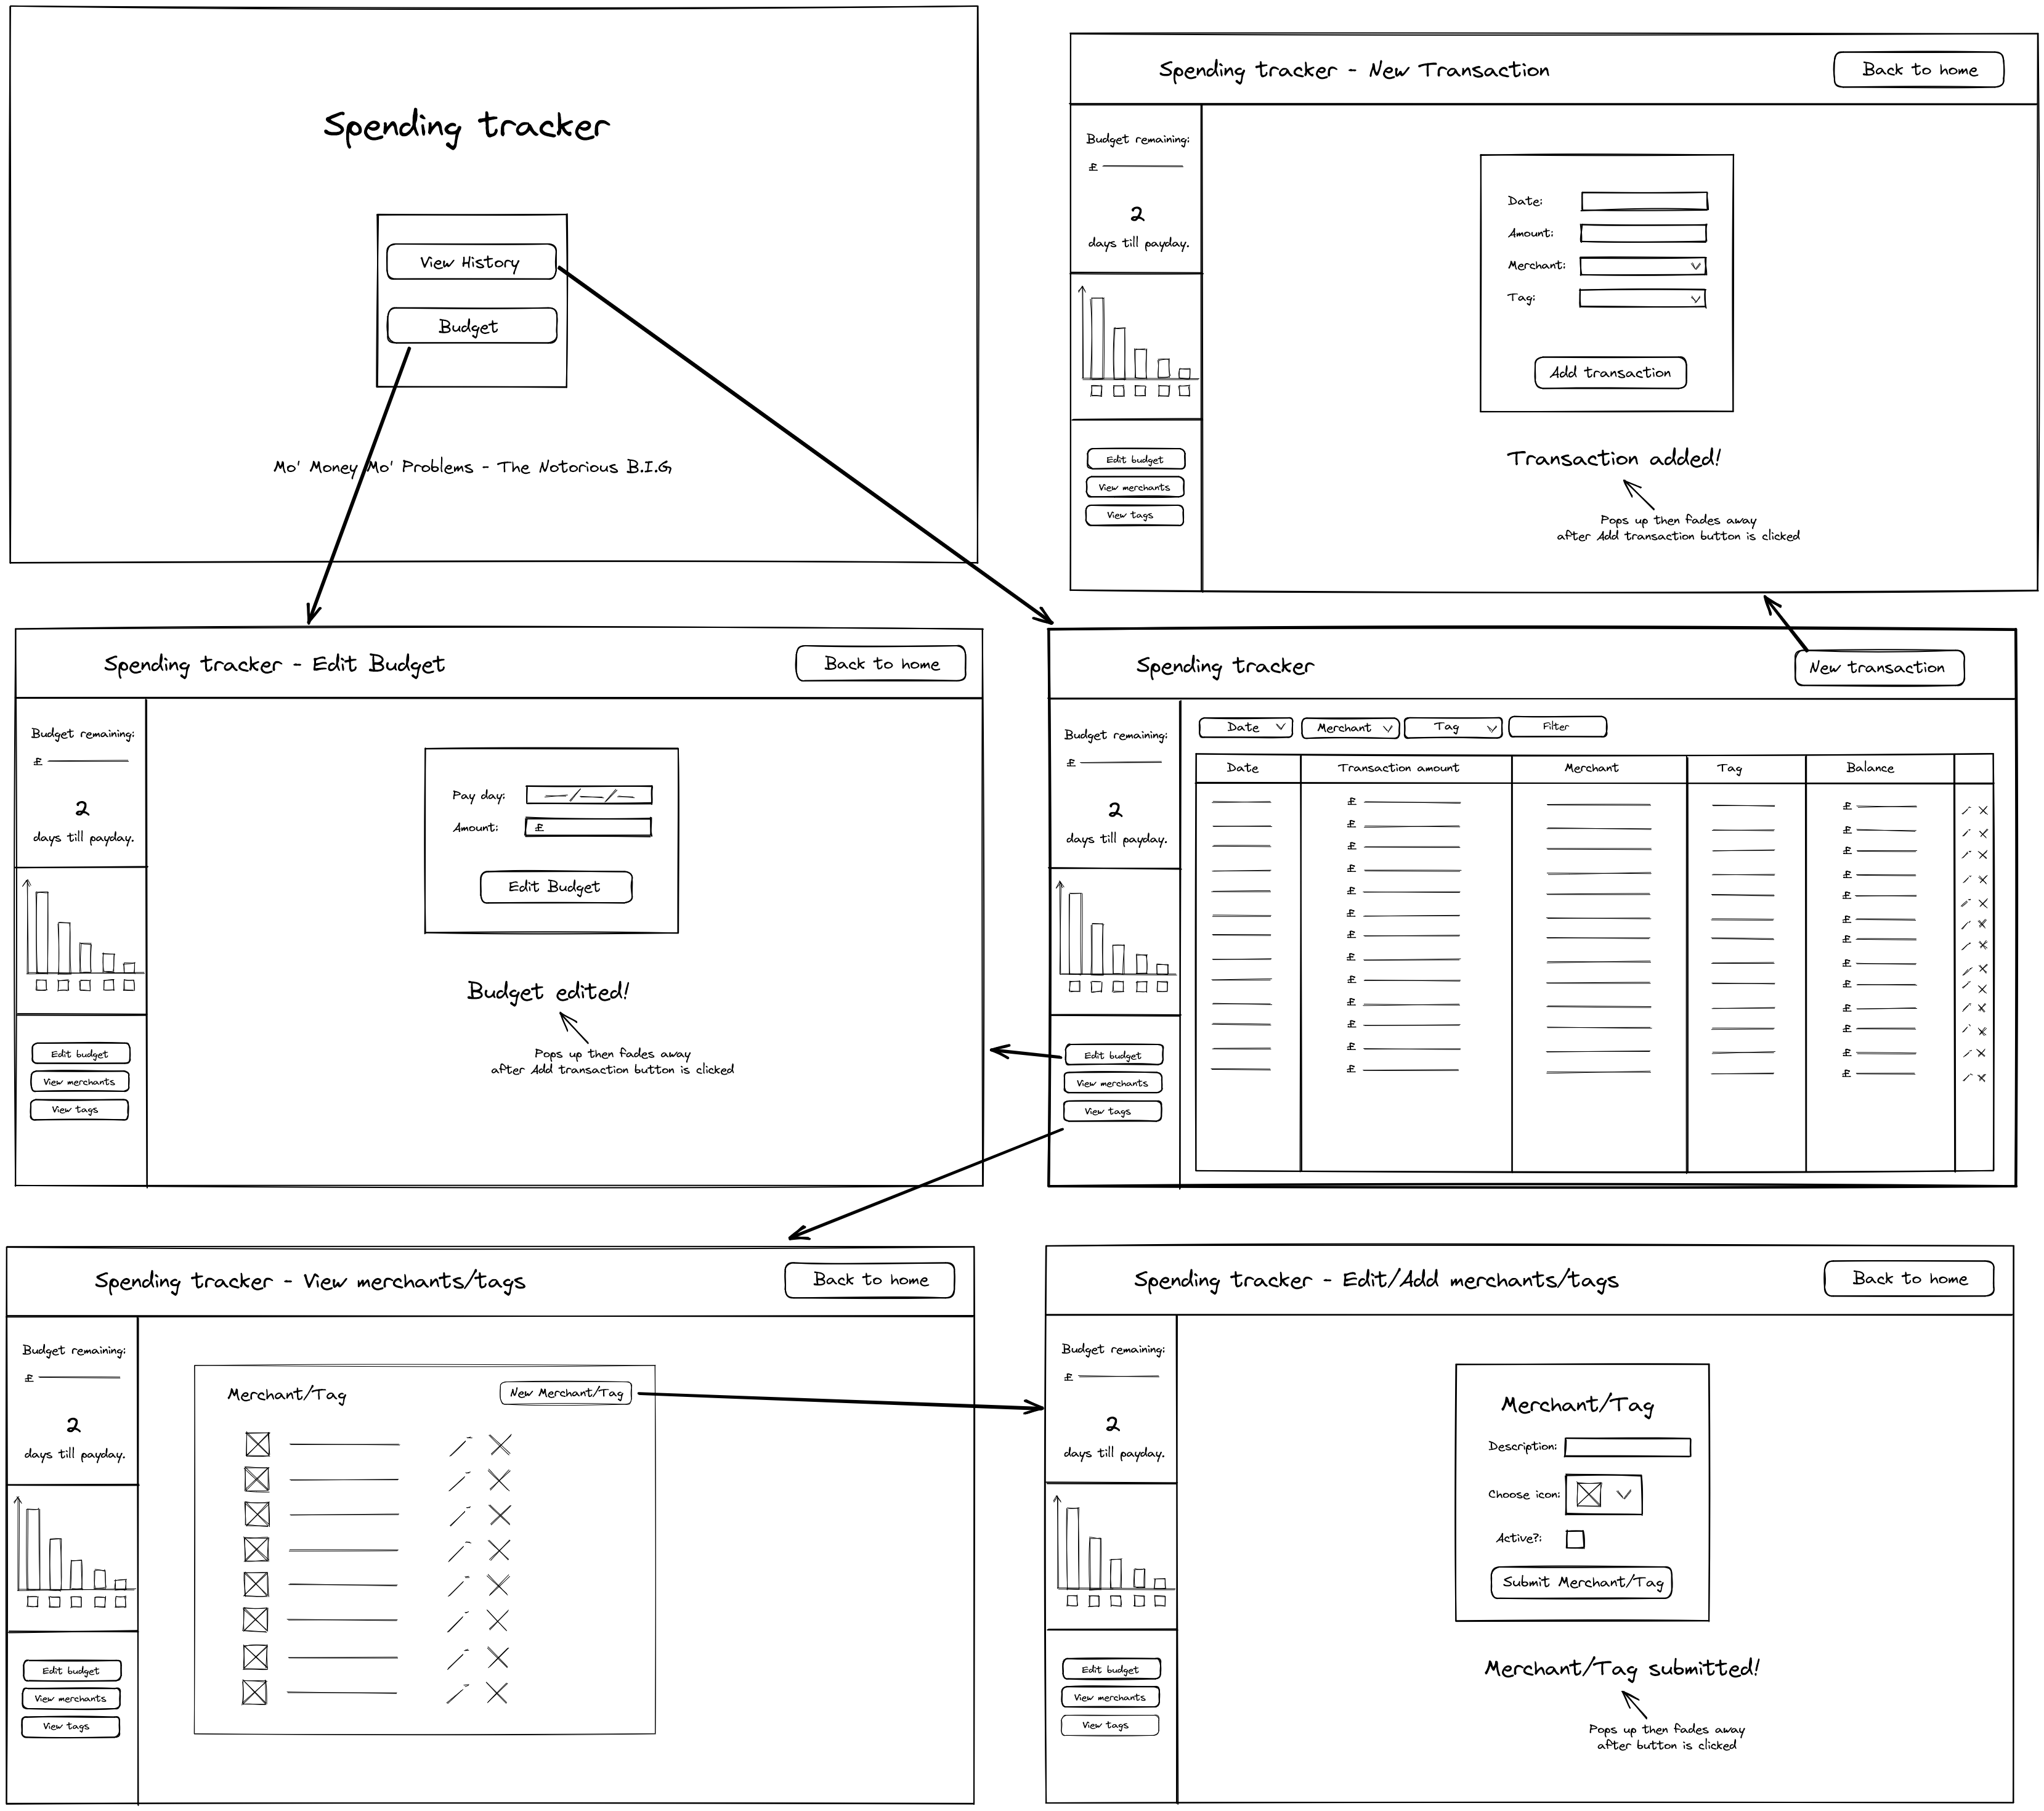 Spending tracker
View History
Budget
Mo' Money Mo' Problems - The Notorious B.I.G
Spending tracker - New Transaction
Back to home
Budget remaining:
£
2
days till payday.
Edit budget
View merchants
View tags
Date:
Amount:
Merchant:
Tag:
Add transaction
Transaction added!
Pops up then fades away
after Add transaction button is clicked
Spending tracker - Edit Budget
Back to home
Budget remaining:
£
2
days till payday.
Edit budget
View merchants
View tags
Pay day: —/—/—
Amount: £
Edit Budget
Budget edited!
Pops up then fades away
after Add transaction button is clicked
Spending tracker
New transaction
Budget remaining:
£
2
days till payday.
Edit budget
View merchants
View tags
Date Merchant Tag Filter
Date Transaction amount Merchant Tag Balance
£ £
£ £
£ £
£ £
£ £
£ £
£ £
£ £
£ £
£ £
£ £
£ £
£ £
Spending tracker - View merchants/tags
Back to home
Budget remaining:
£
2
days till payday.
Edit budget
View merchants
View tags
Merchant/Tag
New Merchant/Tag
Spending tracker - Edit/Add merchants/tags
Back to home
Budget remaining:
£
2
days till payday.
Edit budget
View merchants
View tags
Merchant/Tag
Description:
Choose icon:
Active?:
Submit Merchant/Tag
Merchant/Tag submitted!
Pops up then fades away
after button is clicked